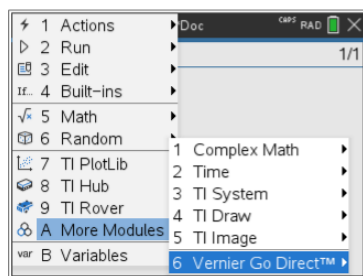 1 Actions
2 Run
3 Edit
If... 4 Built-ins
√x 5 Math
6 Random
7 TI PlotLib
8 TI Hub
9 TI Rover
A More Modules
var B Variables
Doc CAPS RAD
1/1
1 Complex Math
2 Time
3 TI System
4 TI Draw
5 TI Image
6 Vernier Go Direct™